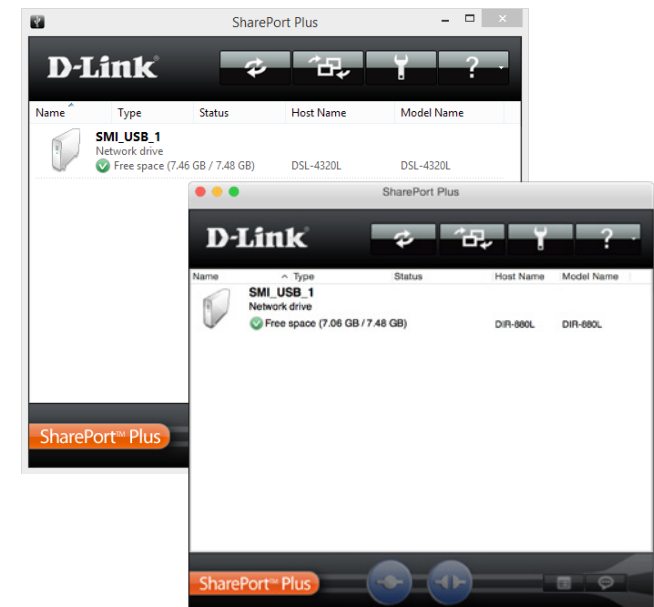 SharePort Plus
D-Link
?
Name Type Status Host Name Model Name
SMI_USB_1
Network drive
Free space (7.46 GB / 7.48 GB) DSL-4320L DSL-4320L
SharePort™ Plus
SharePort Plus
D-Link
?
Name Type Status Host Name Model Name
SMI_USB_1
Network drive
Free space (7.06 GB / 7.48 GB) DIR-880L DIR-880L
SharePort™ Plus